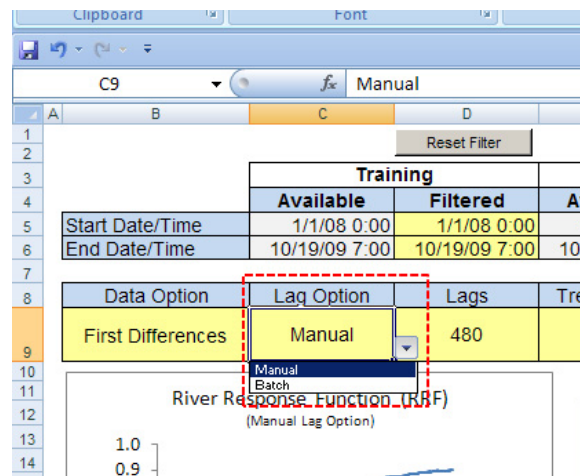 Clipboard Font
C9 fx Manual
A B C D
1 Reset Filter
2
3 Training
4 Available Filtered A
5 Start Date/Time 1/1/08 0:00 1/1/08 0:00
6 End Date/Time 10/19/09 7:00 10/19/09 7:00 10
7
8 Data Option Lag Option Lags Tre
9 First Differences Manual 480
10 Manual
11 Batch
River Response Function (RRF)
12 (Manual Lag Option)
13 1.0
14 0.9